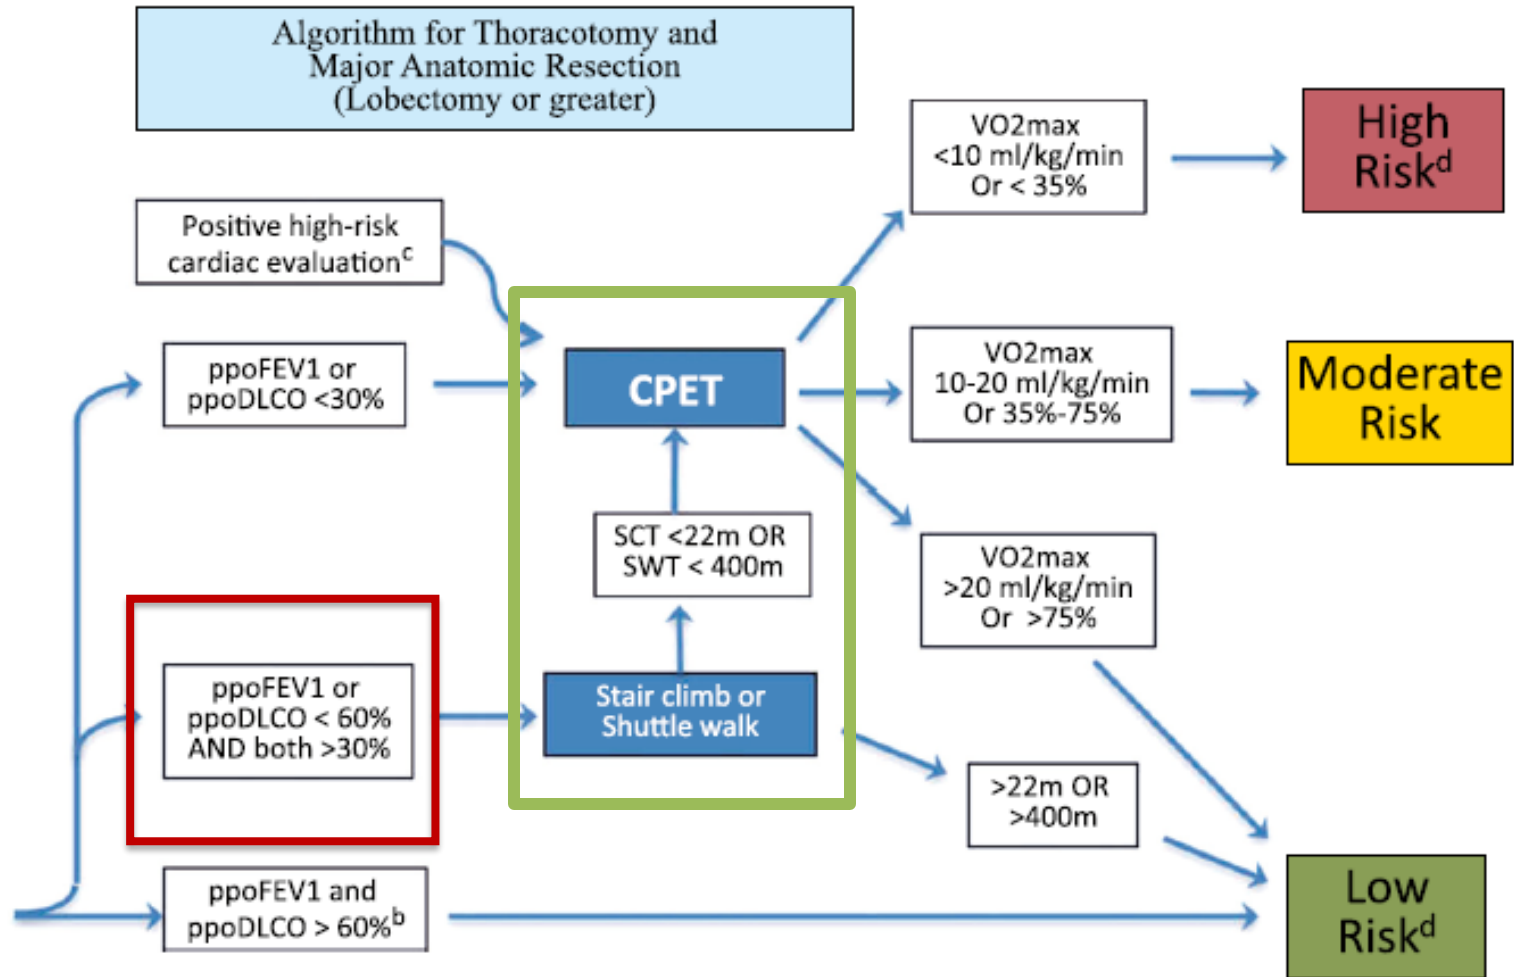 Algorithm for Thoracotomy and
Major Anatomic Resection
(Lobectomy or greater)
Positive high-risk
cardiac evaluationᶜ
ppoFEV1 or
ppoDLCO <30%
ppoFEV1 or
ppoDLCO < 60%
AND both >30%
ppoFEV1 and
ppoDLCO > 60%ᵇ
CPET
SCT <22m OR
SWT < 400m
Stair climb or
Shuttle walk
VO2max
<10 ml/kg/min
Or < 35%
VO2max
10-20 ml/kg/min
Or 35%-75%
VO2max
>20 ml/kg/min
Or >75%
>22m OR
>400m
High
Riskᵈ
Moderate
Risk
Low
Riskᵈ